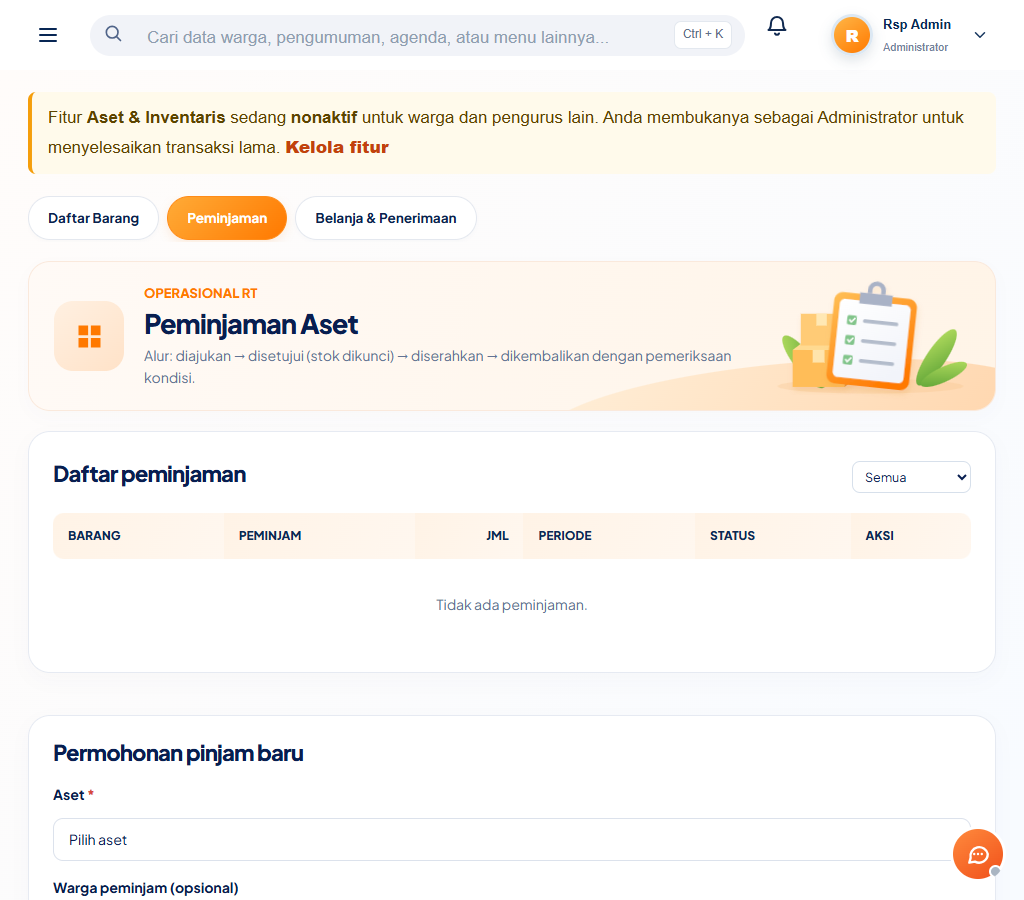 Cari data warga, pengumuman, agenda, atau menu lainnya...
Ctrl + K
R
Rsp Admin
Administrator
Fitur Aset & Inventaris sedang nonaktif untuk warga dan pengurus lain. Anda membukanya sebagai Administrator untuk
menyelesaikan transaksi lama. Kelola fitur
Daftar Barang
Peminjaman
Belanja & Penerimaan
OPERASIONAL RT
Peminjaman Aset
Alur: diajukan → disetujui (stok dikunci) → diserahkan → dikembalikan dengan pemeriksaan
kondisi.
Daftar peminjaman
Semua
BARANG PEMINJAM JML PERIODE STATUS AKSI
Tidak ada peminjaman.
Permohonan pinjam baru
Aset *
Pilih aset
Warga peminjam (opsional)